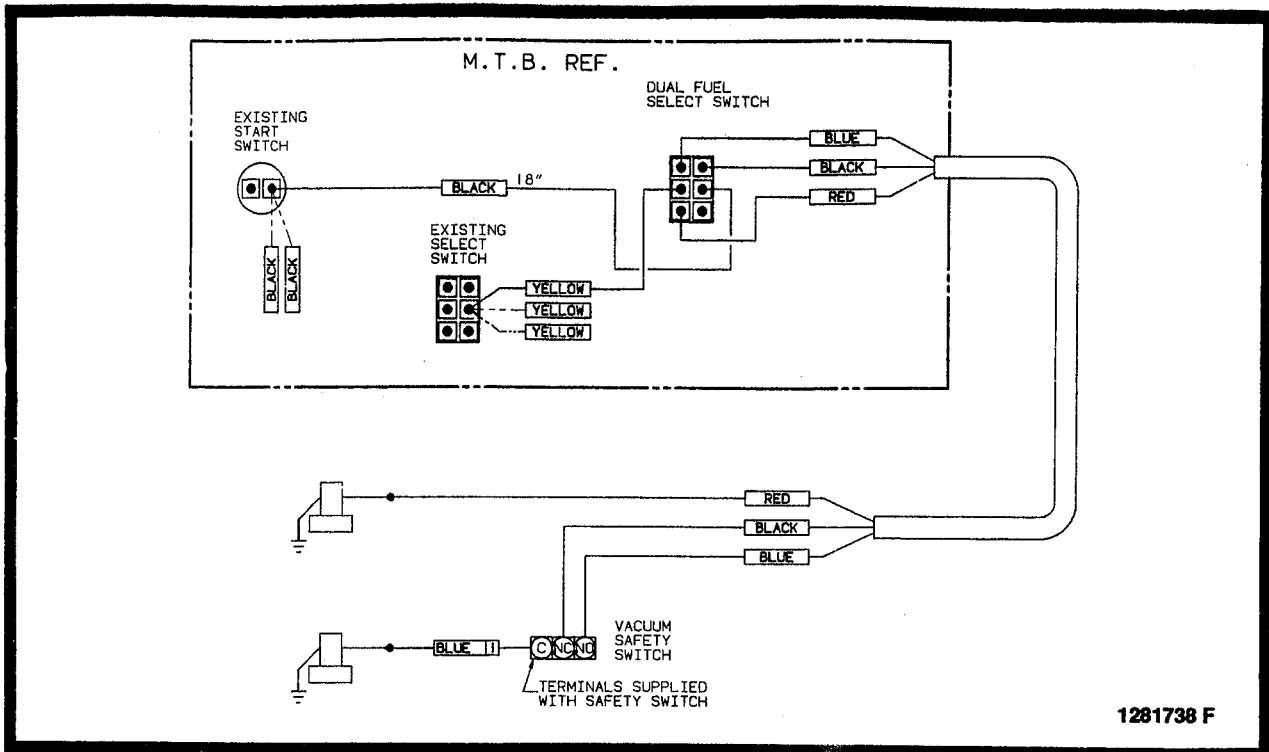 M.T.B. REF.
DUAL FUEL
SELECT SWITCH
EXISTING
START
SWITCH
BLUE
BLACK
RED
BLACK 18"
BLACK
BLACK
EXISTING
SELECT
SWITCH
YELLOW
YELLOW
YELLOW
RED
BLACK
BLUE
BLUE
C NC NO
VACUUM
SAFETY
SWITCH
TERMINALS SUPPLIED
WITH SAFETY SWITCH
1281738 F